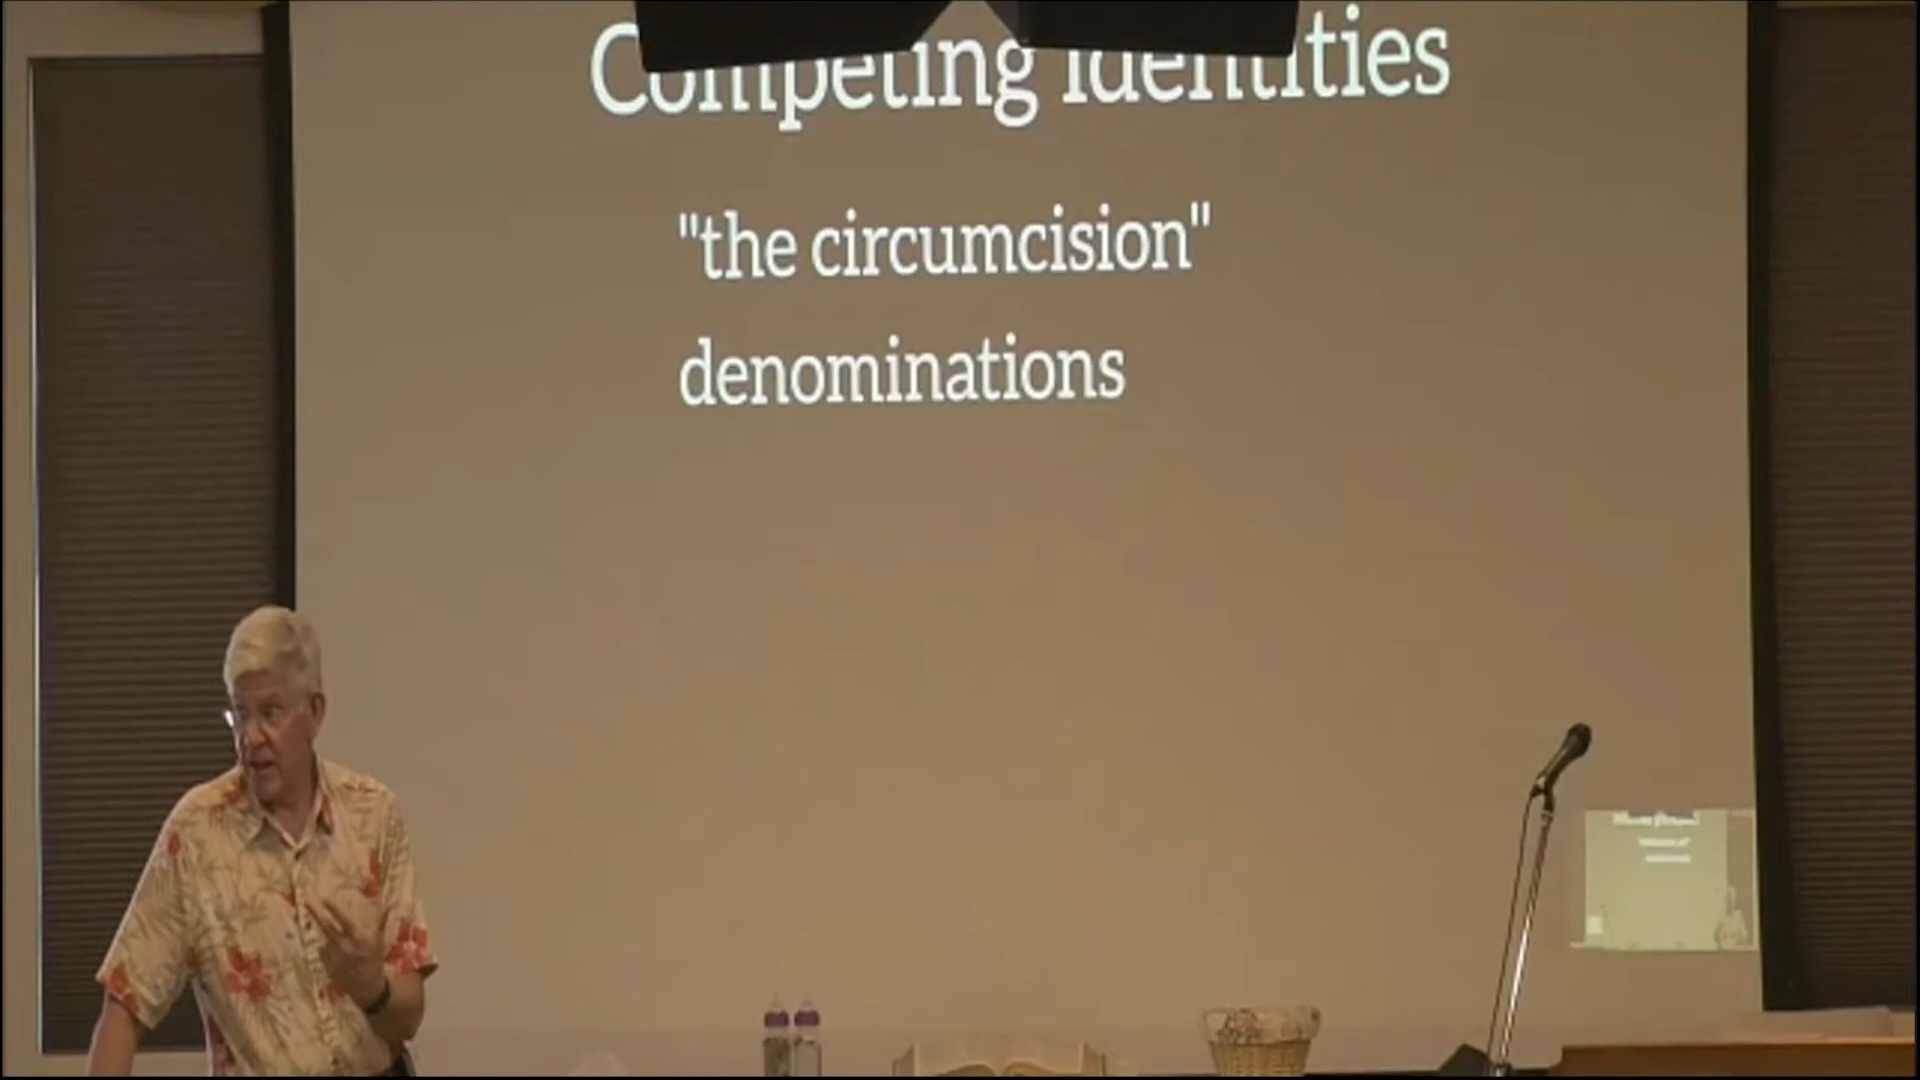 Competing Identities
"the circumcision"
denominations